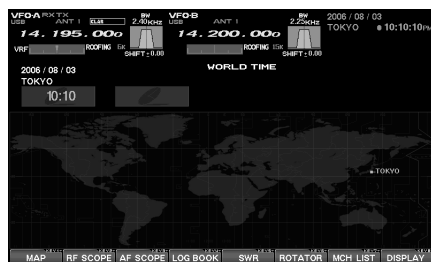 VFO-A RX TX
USB ANT 1 CLAR
BW
2.40KHz
14.195.000
VRF ROOFING 6K
SHIFT±0.00
VFO-B
USB ANT 1
BW
2.25KHz
14.200.000
ROOFING 15K
SHIFT±0.00
2006/08/03
TOKYO 10:10:10PM
2006/08/03
TOKYO
10:10
WORLD TIME
TOKYO
MAP RF SCOPE AF SCOPE LOG BOOK SWR ROTATOR MCH LIST DISPLAY